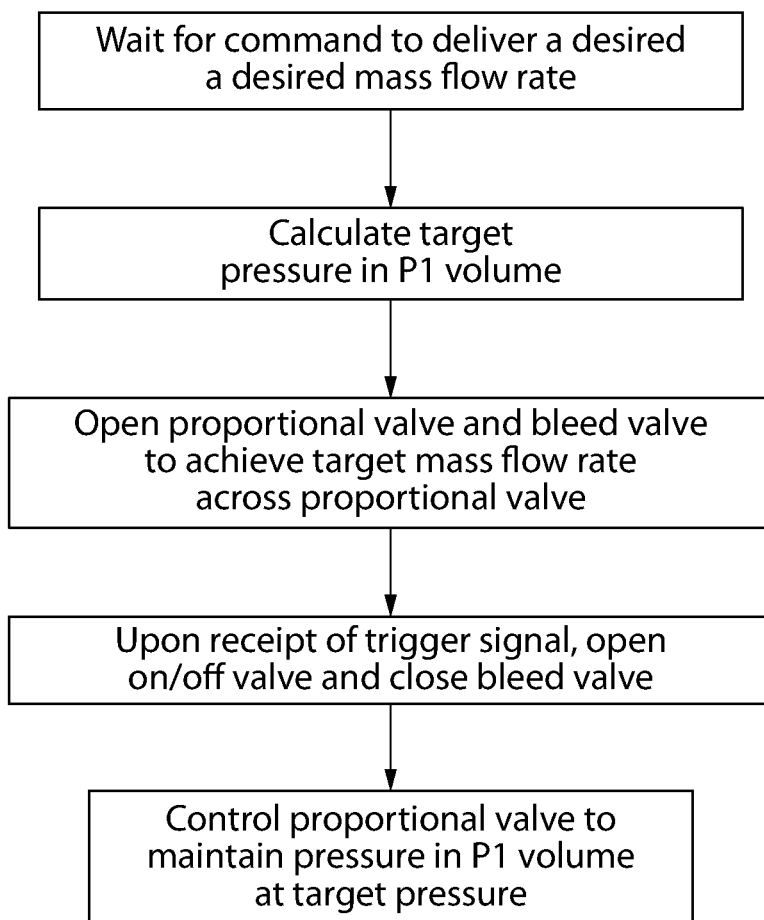 Wait for command to deliver a desired
a desired mass flow rate
Calculate target
pressure in P1 volume
Open proportional valve and bleed valve
to achieve target mass flow rate
across proportional valve
Upon receipt of trigger signal, open
on/off valve and close bleed valve
Control proportional valve to
maintain pressure in P1 volume
at target pressure